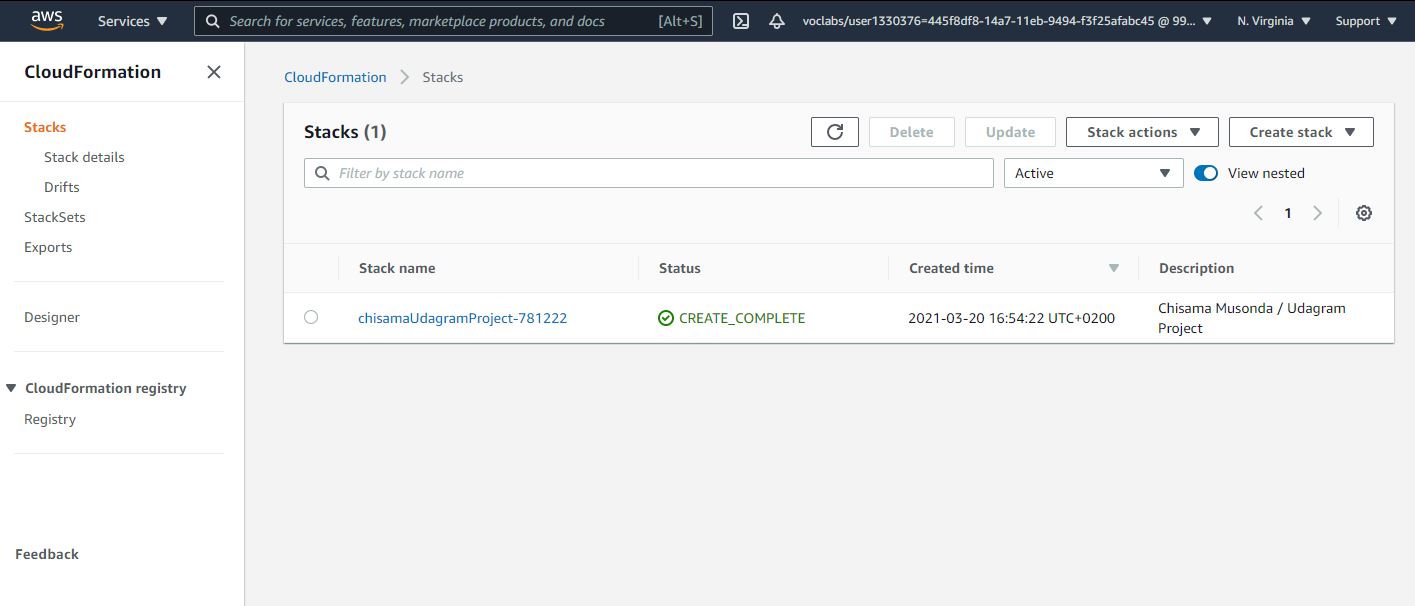 aws
Services
Search for services, features, marketplace products, and docs [Alt+S]
voclabs/user1330376=445f8df8-14a7-11eb-9494-f3f25afabc45 @ 99...
N. Virginia
Support
CloudFormation
Stacks
Stack details
Drifts
StackSets
Exports
Designer
CloudFormation registry
Registry
Feedback
CloudFormation > Stacks
Stacks (1)
Delete
Update
Stack actions
Create stack
Filter by stack name
Active
View nested
1
Stack name Status Created time Description
chisamaUdagramProject-781222 CREATE_COMPLETE 2021-03-20 16:54:22 UTC+0200 Chisama Musonda / Udagram
Project